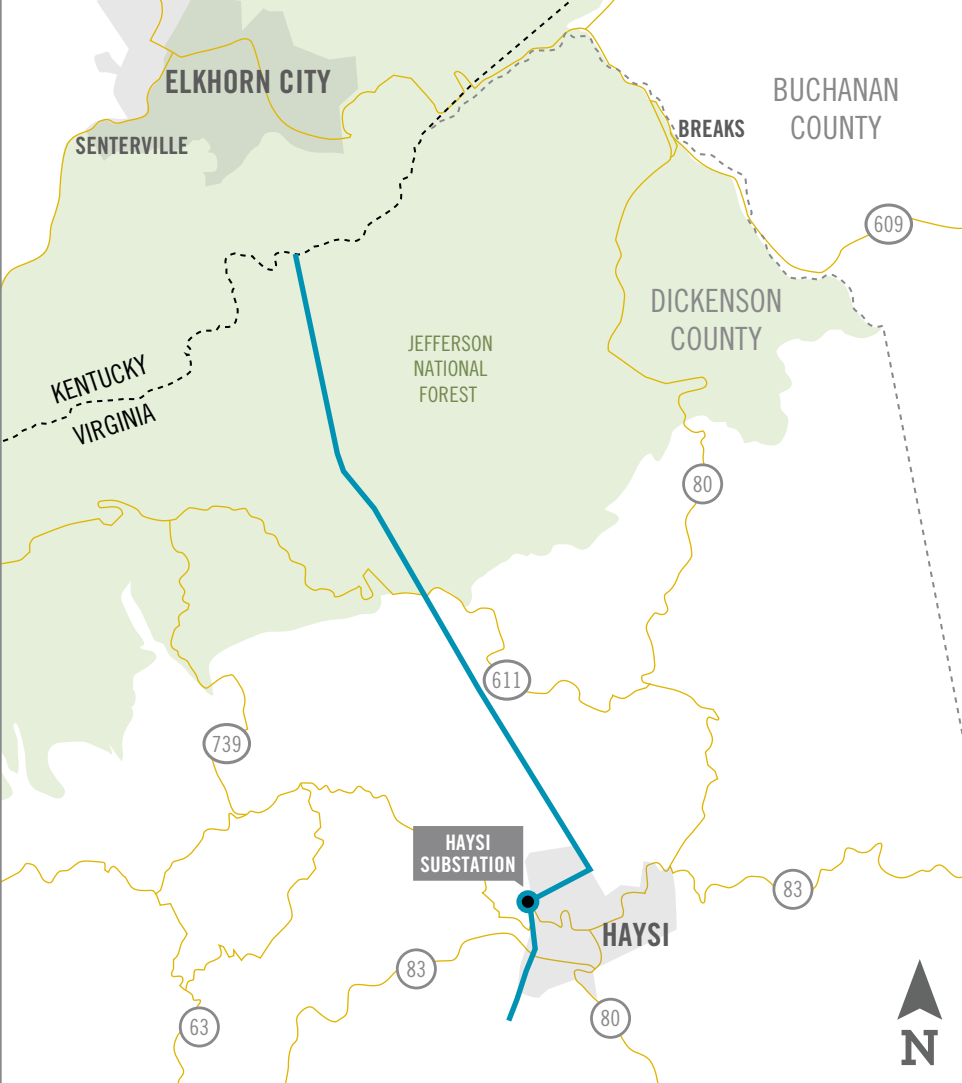 ELKHORN CITY
SENTERVILLE
BUCHANAN
COUNTY
BREAKS
609
DICKENSON
COUNTY
JEFFERSON
NATIONAL
FOREST
KENTUCKY
VIRGINIA
80
611
739
HAYSI
SUBSTATION
83
HAYSI
83
63
80
N